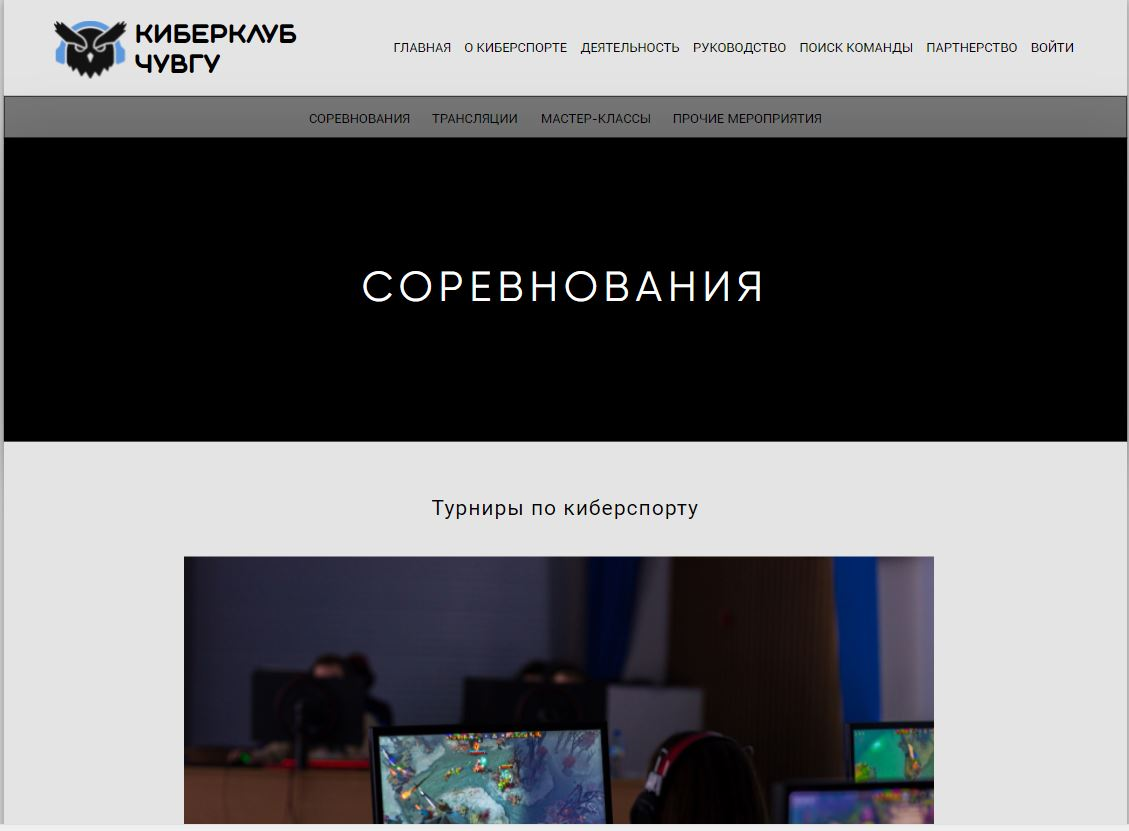 КИБЕРКЛУБ
ЧУВГУ
ГЛАВНАЯ О КИБЕРСПОРТЕ ДЕЯТЕЛЬНОСТЬ РУКОВОДСТВО ПОИСК КОМАНДЫ ПАРТНЕРСТВО ВОЙТИ
СОРЕВНОВАНИЯ ТРАНСЛЯЦИИ МАСТЕР-КЛАССЫ ПРОЧИЕ МЕРОПРИЯТИЯ
СОРЕВНОВАНИЯ
Турниры по киберспорту